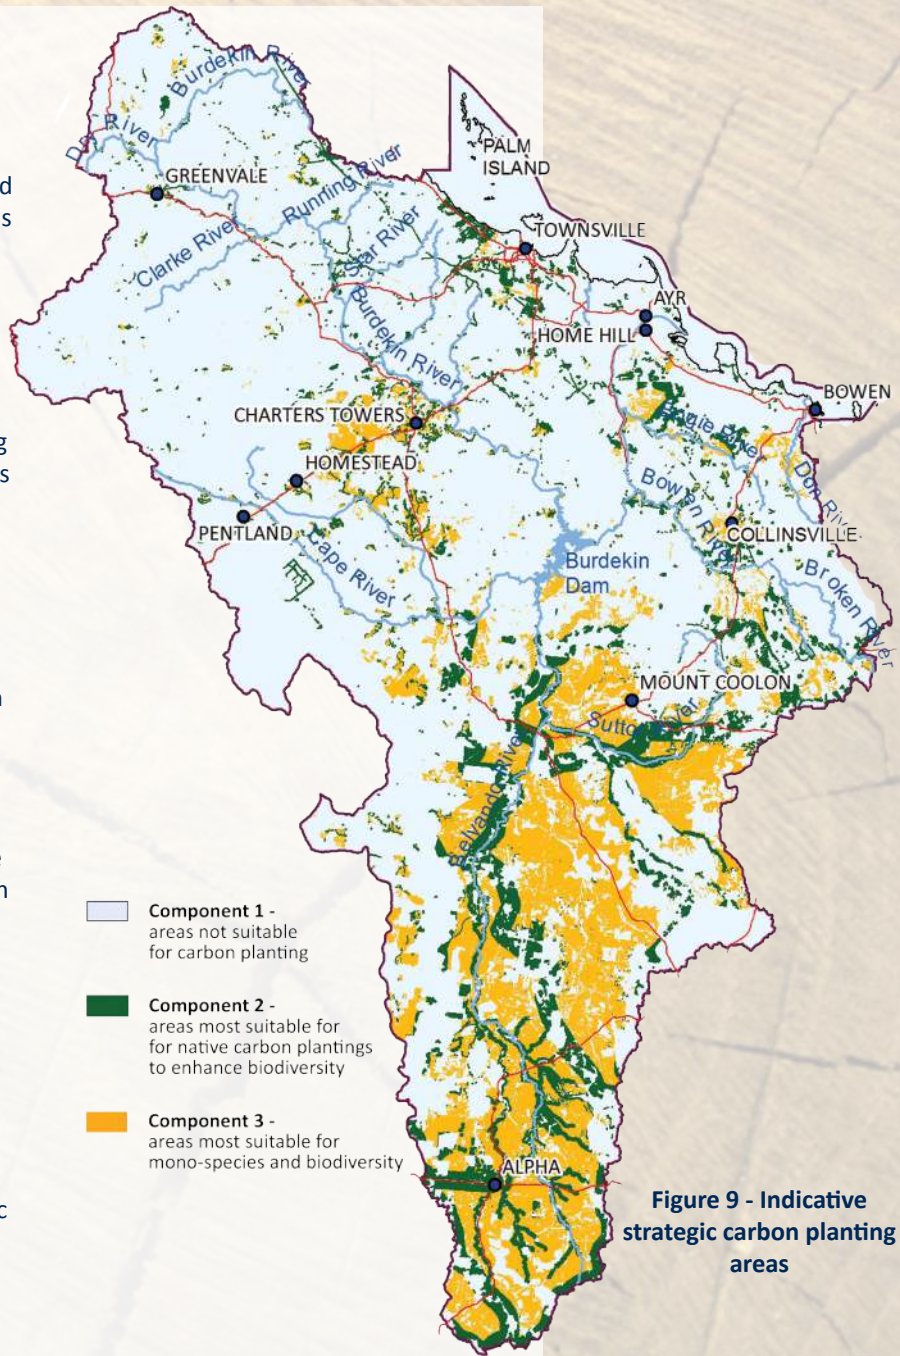 Burdekin River
Dry River
PALM
ISLAND
GREENVALE
Running River
d
s
Clarke River
Star River
TOWNSVILLE
Burdekin River
AYR
HOME HILL
BOWEN
CHARTERS TOWERS
Bogie River
g
s
HOMESTEAD
Bowen River
Don River
PENTLAND
COLLINSVILLE
Cape River
Burdekin
Dam
Broken River
MOUNT COOLON
Suttor River
Belyando River
e
Component 1 -
areas not suitable
for carbon planting
Component 2 -
areas most suitable for
for native carbon plantings
to enhance biodiversity
Component 3 -
areas most suitable for
mono-species and biodiversity
ALPHA
c
Figure 9 - Indicative
strategic carbon planting
areas